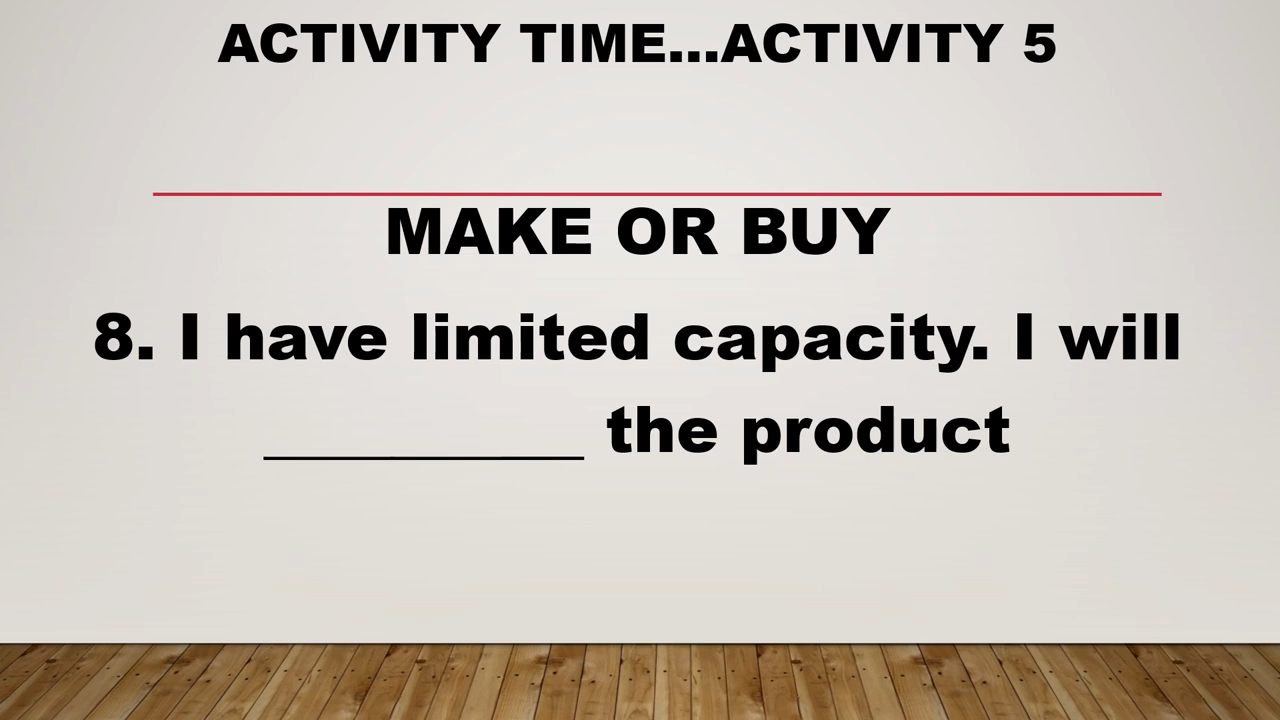 ACTIVITY TIME...ACTIVITY 5
MAKE OR BUY
8. I have limited capacity. I will
__________ the product